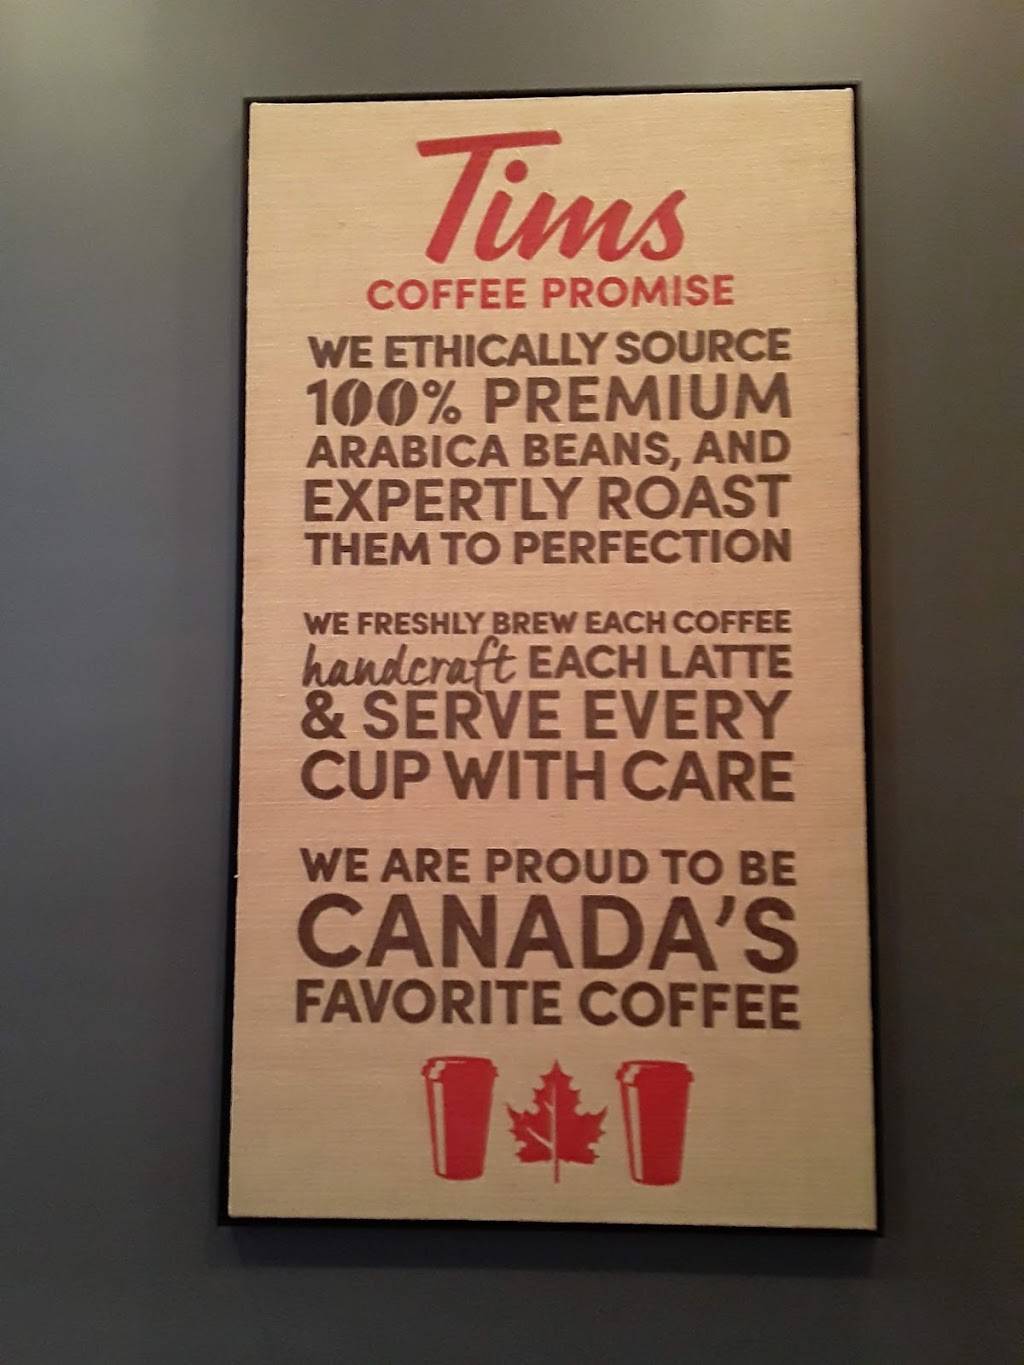 Tims
COFFEE PROMISE
WE ETHICALLY SOURCE
100% PREMIUM
ARABICA BEANS, AND
EXPERTLY ROAST
THEM TO PERFECTION
WE FRESHLY BREW EACH COFFEE
handcraft EACH LATTE
& SERVE EVERY
CUP WITH CARE
WE ARE PROUD TO BE
CANADA'S
FAVORITE COFFEE